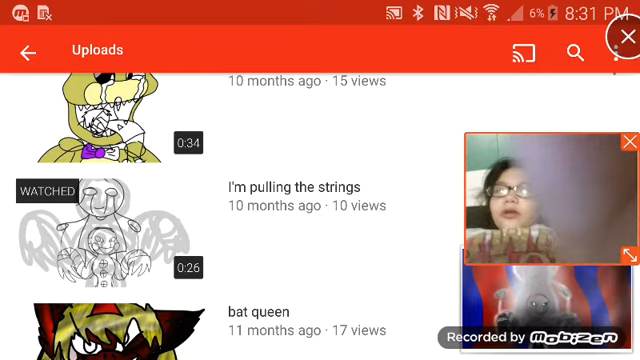 6% 8:31 PM
Uploads
10 months ago · 15 views
0:34
WATCHED
I'm pulling the strings
10 months ago · 10 views
0:26
bat queen
11 months ago · 17 views
Recorded by Mobizen